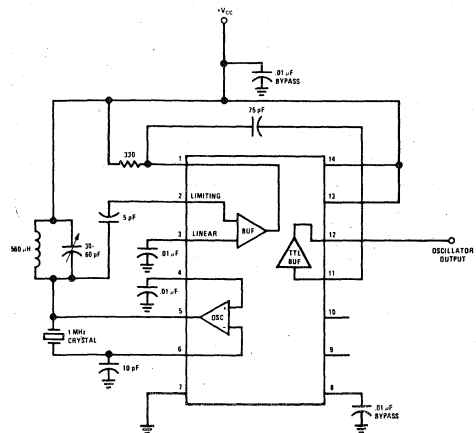 +VCC
.01 µF
BYPASS
75 pF
330
1
14
13
2
LIMITING
5 pF
BUF
12
560 µH
30-
60 pF
3
LINEAR
.01 µF
TTL
BUF
OSCILLATOR
OUTPUT
4
11
.01 µF
+
5
OSC
10
-
1 MHz
CRYSTAL
6
9
10 pF
7
8
.01 µF
BYPASS